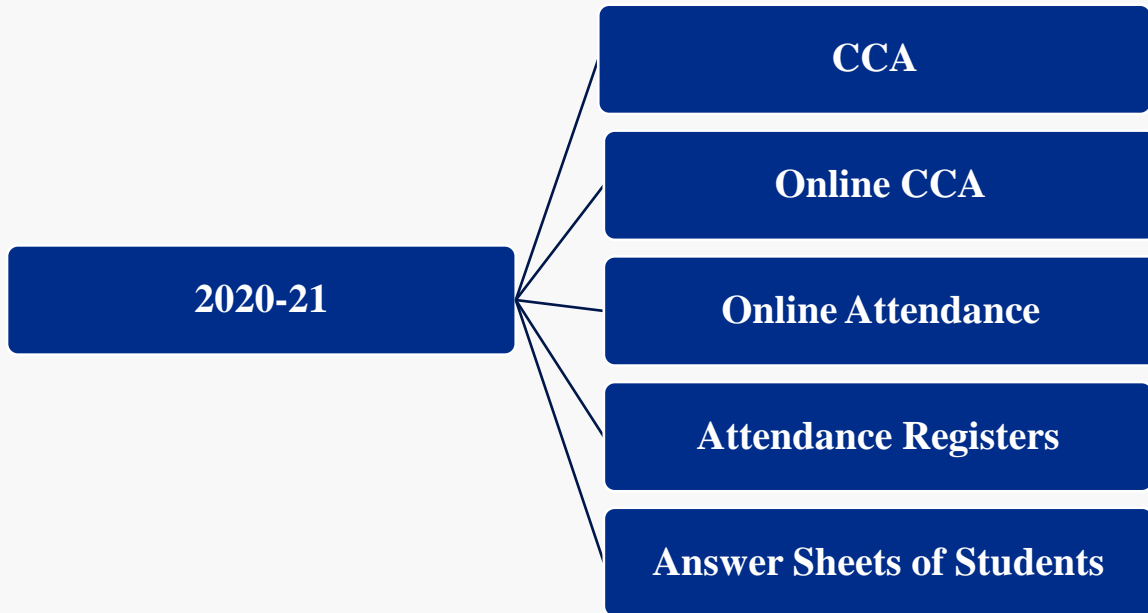 CCA
Online CCA
2020-21
Online Attendance
Attendance Registers
Answer Sheets of Students